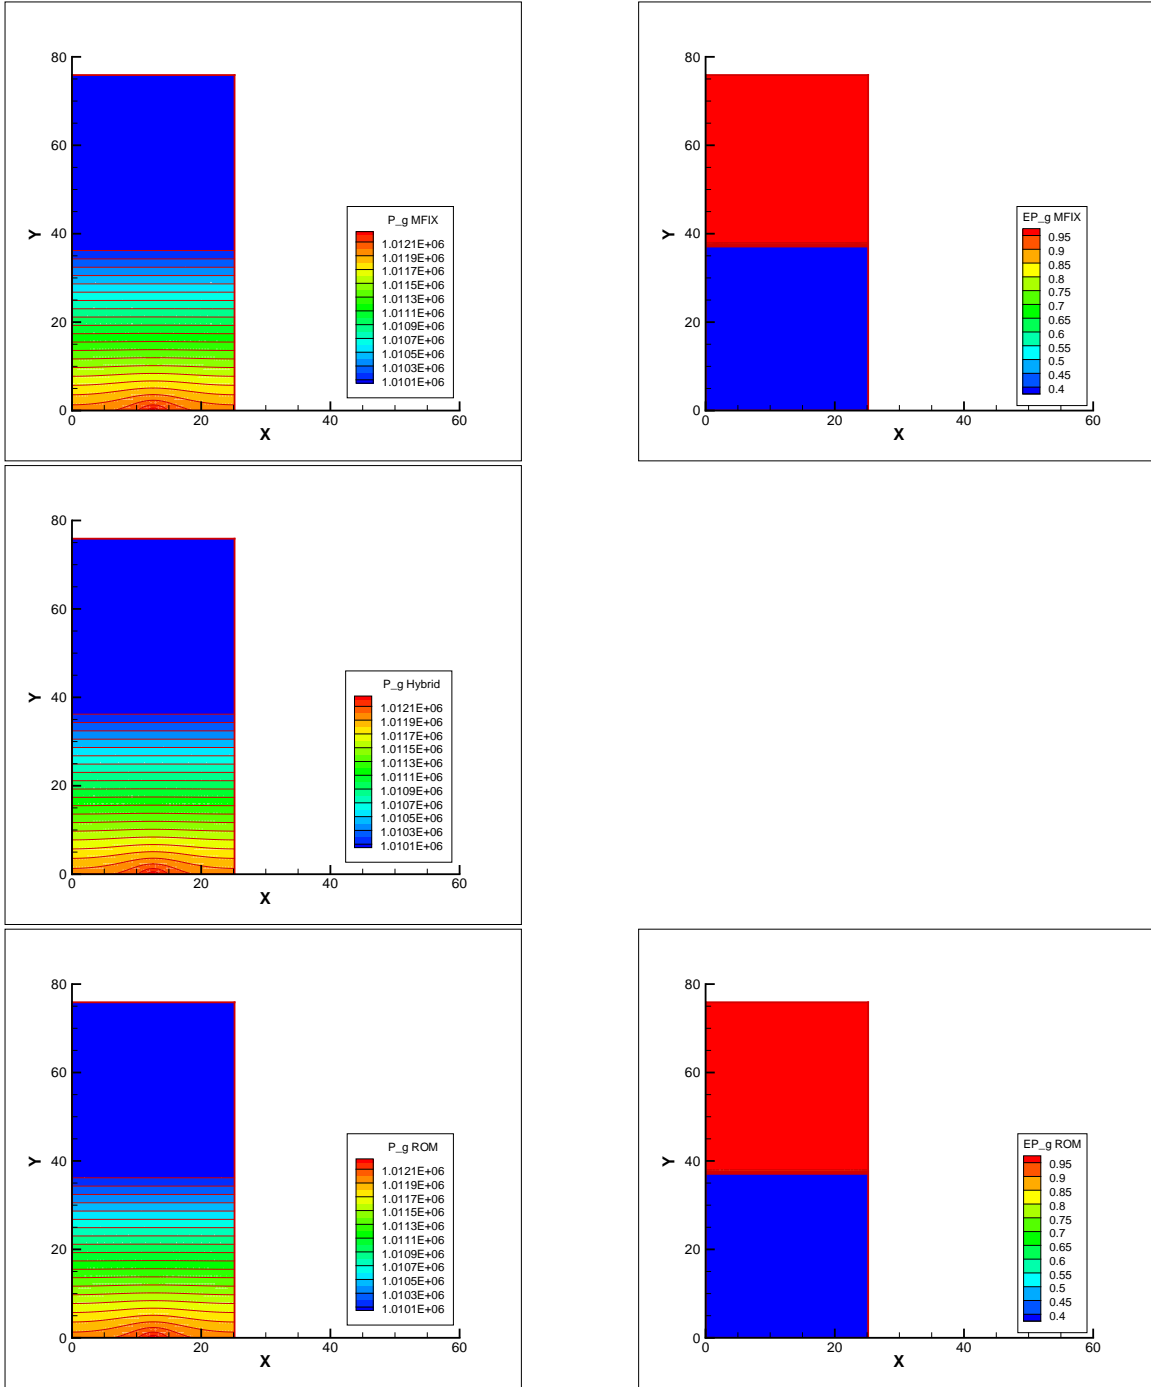 80
60
40
20
0
0
20
40
60
Y
X
P_g MFIX
1.0121E+06
1.0119E+06
1.0117E+06
1.0115E+06
1.0113E+06
1.0111E+06
1.0109E+06
1.0107E+06
1.0105E+06
1.0103E+06
1.0101E+06
80
60
40
20
0
0
20
40
60
Y
X
EP_g MFIX
0.95
0.9
0.85
0.8
0.75
0.7
0.65
0.6
0.55
0.5
0.45
0.4
80
60
40
20
0
0
20
40
60
Y
X
P_g Hybrid
1.0121E+06
1.0119E+06
1.0117E+06
1.0115E+06
1.0113E+06
1.0111E+06
1.0109E+06
1.0107E+06
1.0105E+06
1.0103E+06
1.0101E+06
80
60
40
20
0
0
20
40
60
Y
X
P_g ROM
1.0121E+06
1.0119E+06
1.0117E+06
1.0115E+06
1.0113E+06
1.0111E+06
1.0109E+06
1.0107E+06
1.0105E+06
1.0103E+06
1.0101E+06
80
60
40
20
0
0
20
40
60
Y
X
EP_g ROM
0.95
0.9
0.85
0.8
0.75
0.7
0.65
0.6
0.55
0.5
0.45
0.4